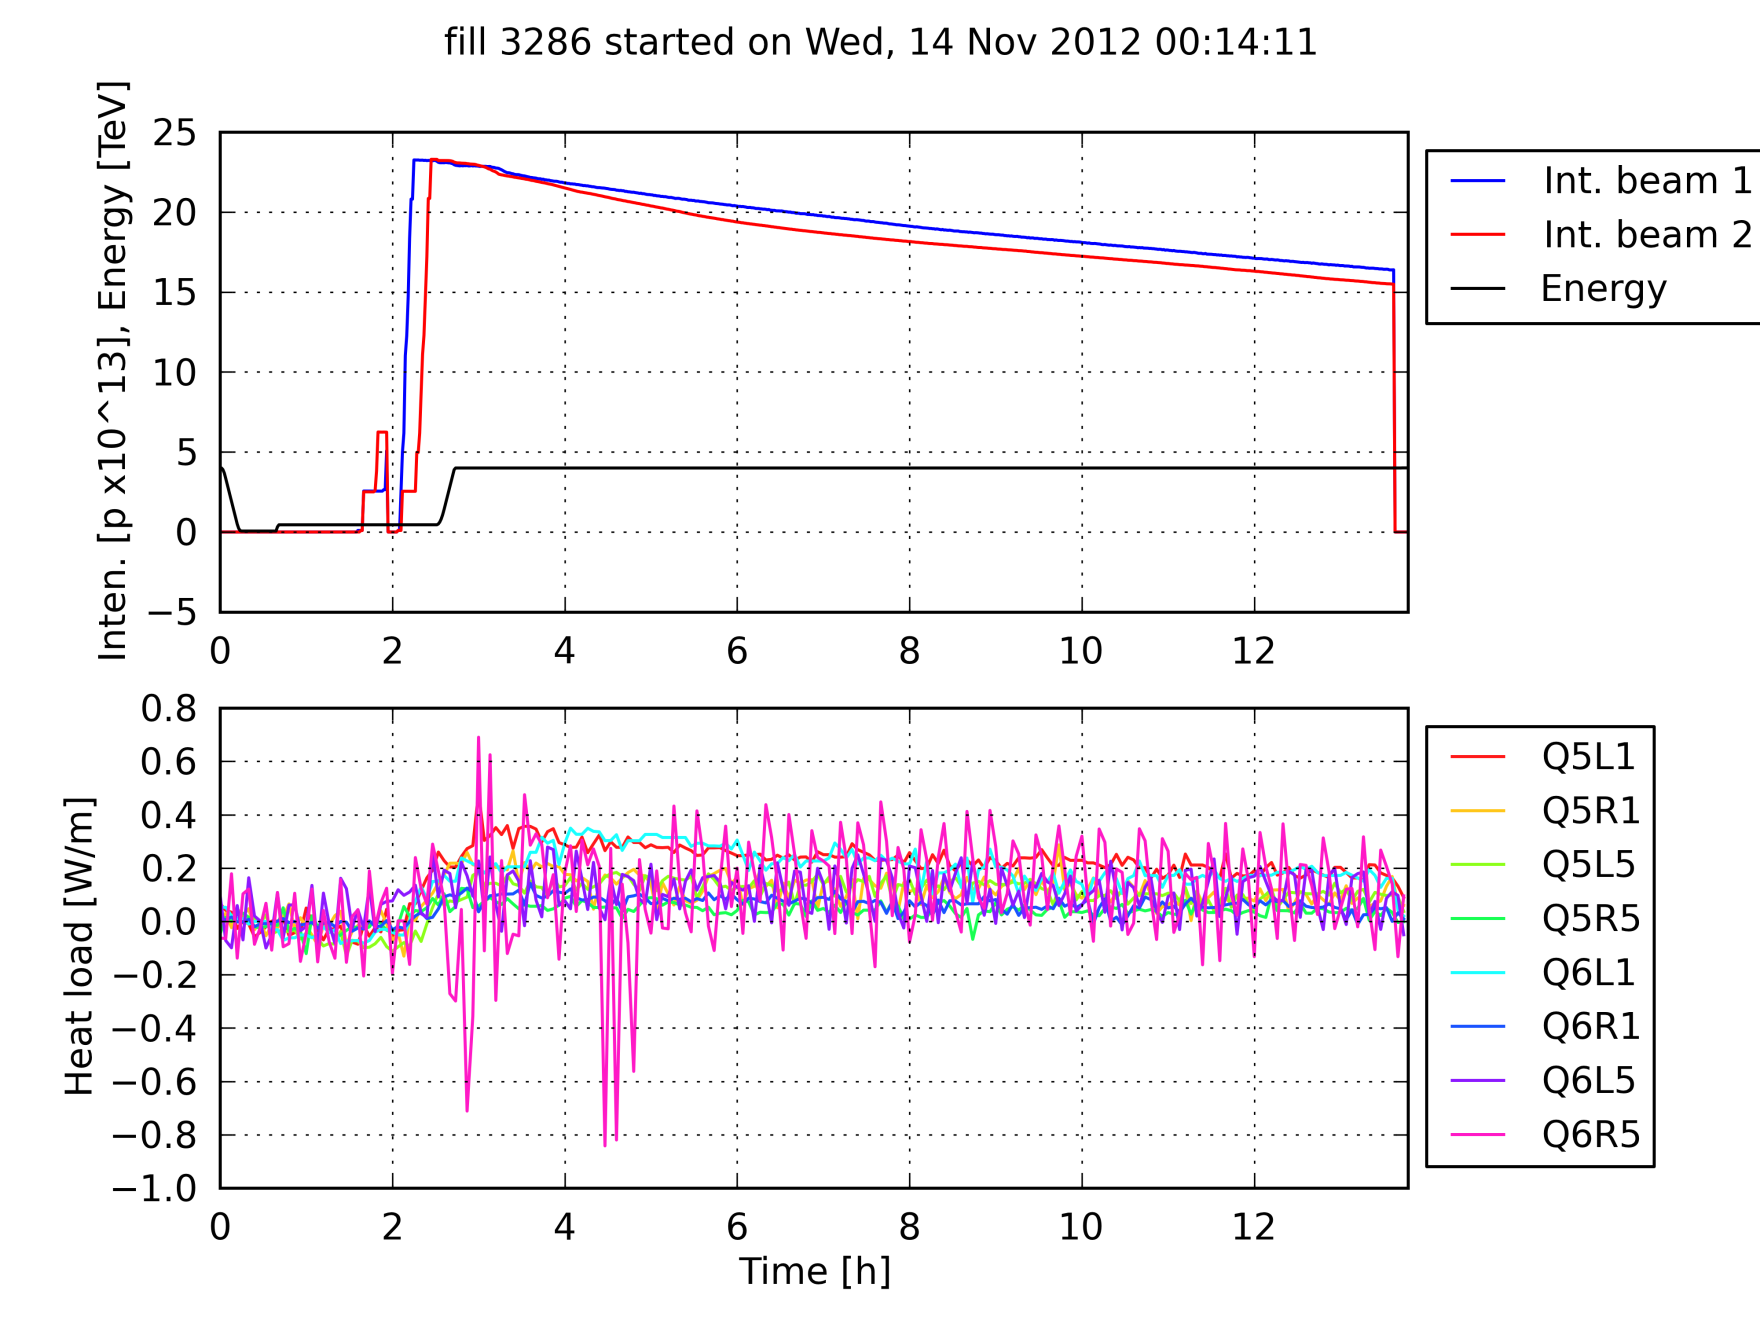 fill 3286 started on Wed, 14 Nov 2012 00:14:11
Inten. [p x10^13], Energy [TeV]
25
20
15
10
5
0
−5
0 2 4 6 8 10 12
Int. beam 1
Int. beam 2
Energy
Heat load [W/m]
0.8
0.6
0.4
0.2
0.0
−0.2
−0.4
−0.6
−0.8
−1.0
0 2 4 6 8 10 12
Time [h]
Q5L1
Q5R1
Q5L5
Q5R5
Q6L1
Q6R1
Q6L5
Q6R5